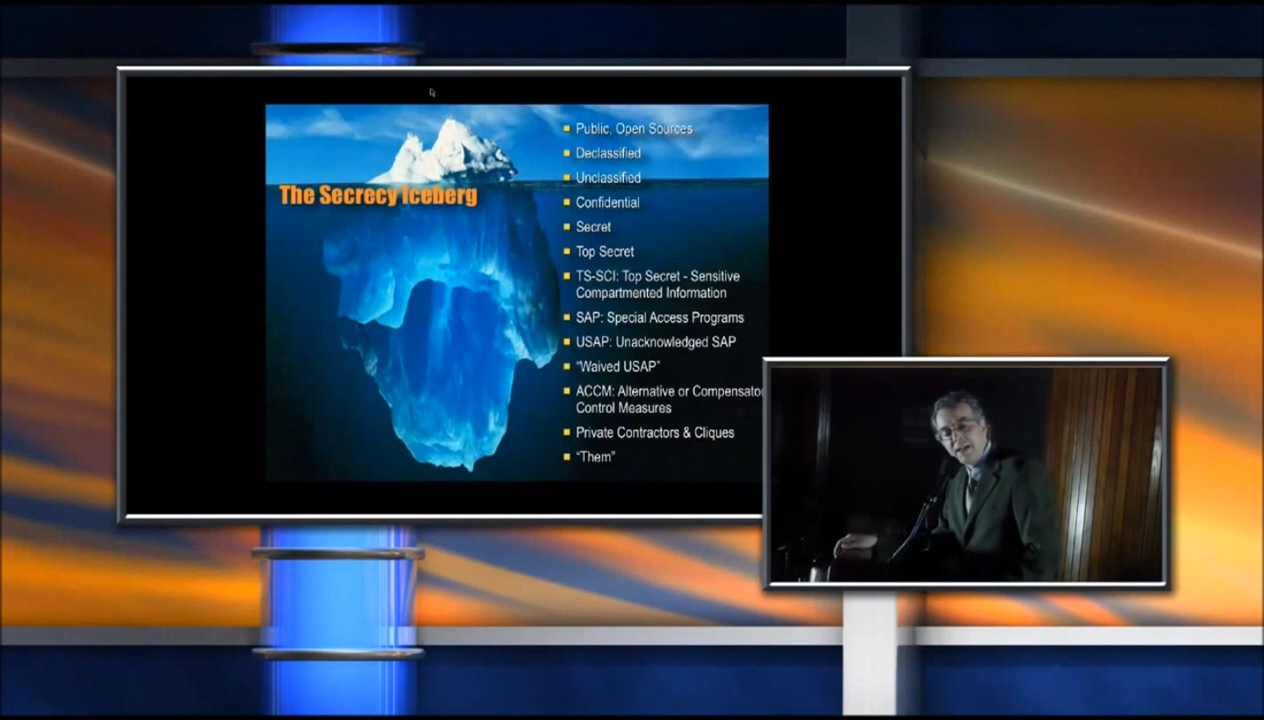 The Secrecy Iceberg
Public, Open Sources
Declassified
Unclassified
Confidential
Secret
Top Secret
TS-SCI: Top Secret - Sensitive
Compartmented Information
SAP: Special Access Programs
USAP: Unacknowledged SAP
“Waived USAP”
ACCM: Alternative or Compensato
Control Measures
Private Contractors & Cliques
“Them”